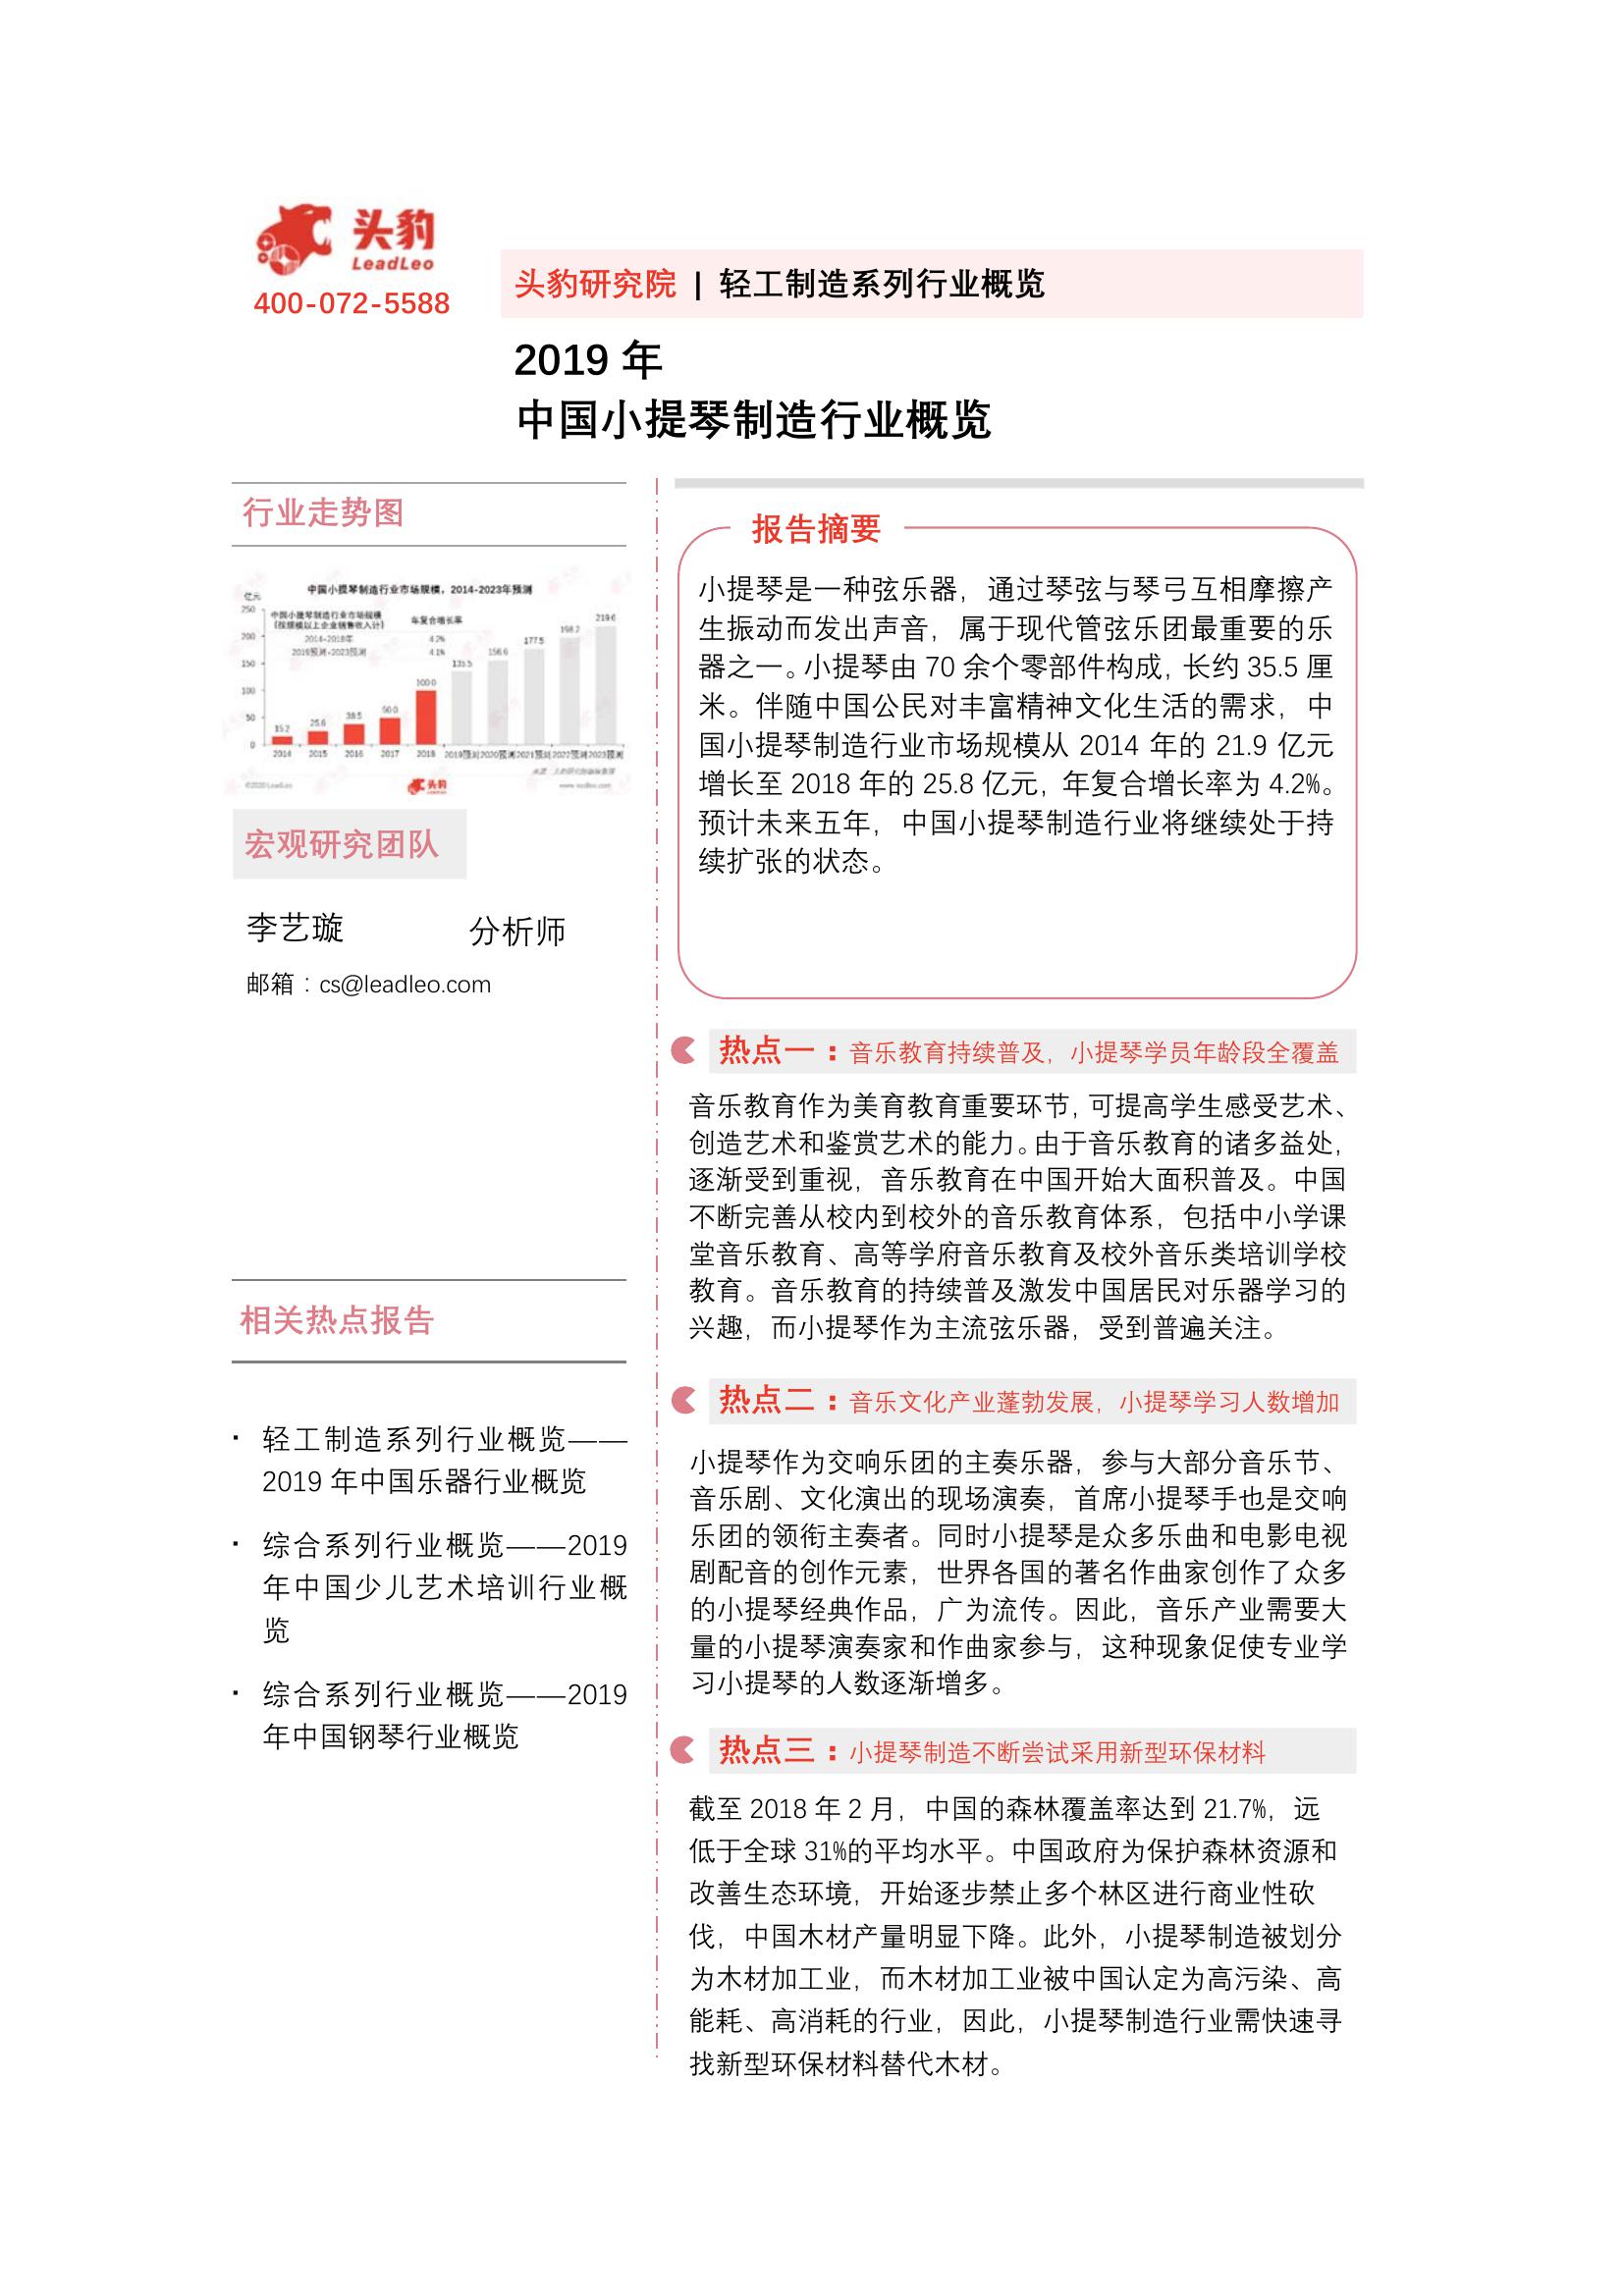 头豹
LeadLeo
400-072-5588
头豹研究院 | 轻工制造系列行业概览
2019 年
中国小提琴制造行业概览
行业走势图
中国小提琴制造行业市场规模，2014-2023年预测
亿元
中国小提琴制造行业市场规模
（按规模以上企业销售收入计）
年复合增长率
2014-2018年 4.2%
2019预测-2023预测 4.1%
250
200
150
100
50
0
15.2
25.6
38.5
50.0
100.0
135.5
156.6
177.5
198.2
219.6
2014 2015 2016 2017 2018 2019预测 2020预测 2021预测 2022预测 2023预测
©2020 LeadLeo
头豹
www.leadleo.com
宏观研究团队
李艺璇 分析师
邮箱：cs@leadleo.com
相关热点报告
· 轻工制造系列行业概览——
2019 年中国乐器行业概览
· 综合系列行业概览——2019
年中国少儿艺术培训行业概
览
· 综合系列行业概览——2019
年中国钢琴行业概览
报告摘要
小提琴是一种弦乐器，通过琴弦与琴弓互相摩擦产
生振动而发出声音，属于现代管弦乐团最重要的乐
器之一。小提琴由 70 余个零部件构成，长约 35.5 厘
米。伴随中国公民对丰富精神文化生活的需求，中
国小提琴制造行业市场规模从 2014 年的 21.9 亿元
增长至 2018 年的 25.8 亿元，年复合增长率为 4.2%。
预计未来五年，中国小提琴制造行业将继续处于持
续扩张的状态。
热点一：音乐教育持续普及，小提琴学员年龄段全覆盖
音乐教育作为美育教育重要环节，可提高学生感受艺术、
创造艺术和鉴赏艺术的能力。由于音乐教育的诸多益处，
逐渐受到重视，音乐教育在中国开始大面积普及。中国
不断完善从校内到校外的音乐教育体系，包括中小学课
堂音乐教育、高等学府音乐教育及校外音乐类培训学校
教育。音乐教育的持续普及激发中国居民对乐器学习的
兴趣，而小提琴作为主流弦乐器，受到普遍关注。
热点二：音乐文化产业蓬勃发展，小提琴学习人数增加
小提琴作为交响乐团的主奏乐器，参与大部分音乐节、
音乐剧、文化演出的现场演奏，首席小提琴手也是交响
乐团的领衔主奏者。同时小提琴是众多乐曲和电影电视
剧配音的创作元素，世界各国的著名作曲家创作了众多
的小提琴经典作品，广为流传。因此，音乐产业需要大
量的小提琴演奏家和作曲家参与，这种现象促使专业学
习小提琴的人数逐渐增多。
热点三：小提琴制造不断尝试采用新型环保材料
截至 2018 年 2 月，中国的森林覆盖率达到 21.7%，远
低于全球 31%的平均水平。中国政府为保护森林资源和
改善生态环境，开始逐步禁止多个林区进行商业性砍
伐，中国木材产量明显下降。此外，小提琴制造被划分
为木材加工业，而木材加工业被中国认定为高污染、高
能耗、高消耗的行业，因此，小提琴制造行业需快速寻
找新型环保材料替代木材。